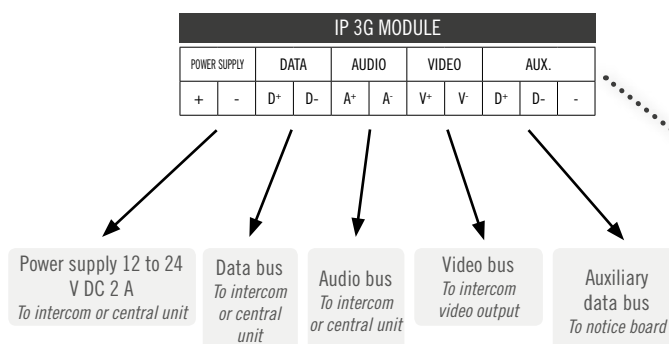 IP 3G MODULE
POWER SUPPLY DATA AUDIO VIDEO AUX.
+ - D+ D- A+ A- V+ V- D+ D- -
Power supply 12 to 24
V DC 2 A
To intercom or central unit
Data bus
To intercom
or central
unit
Audio bus
To intercom
or central unit
Video bus
To intercom
video output
Auxiliary
data bus
To notice board